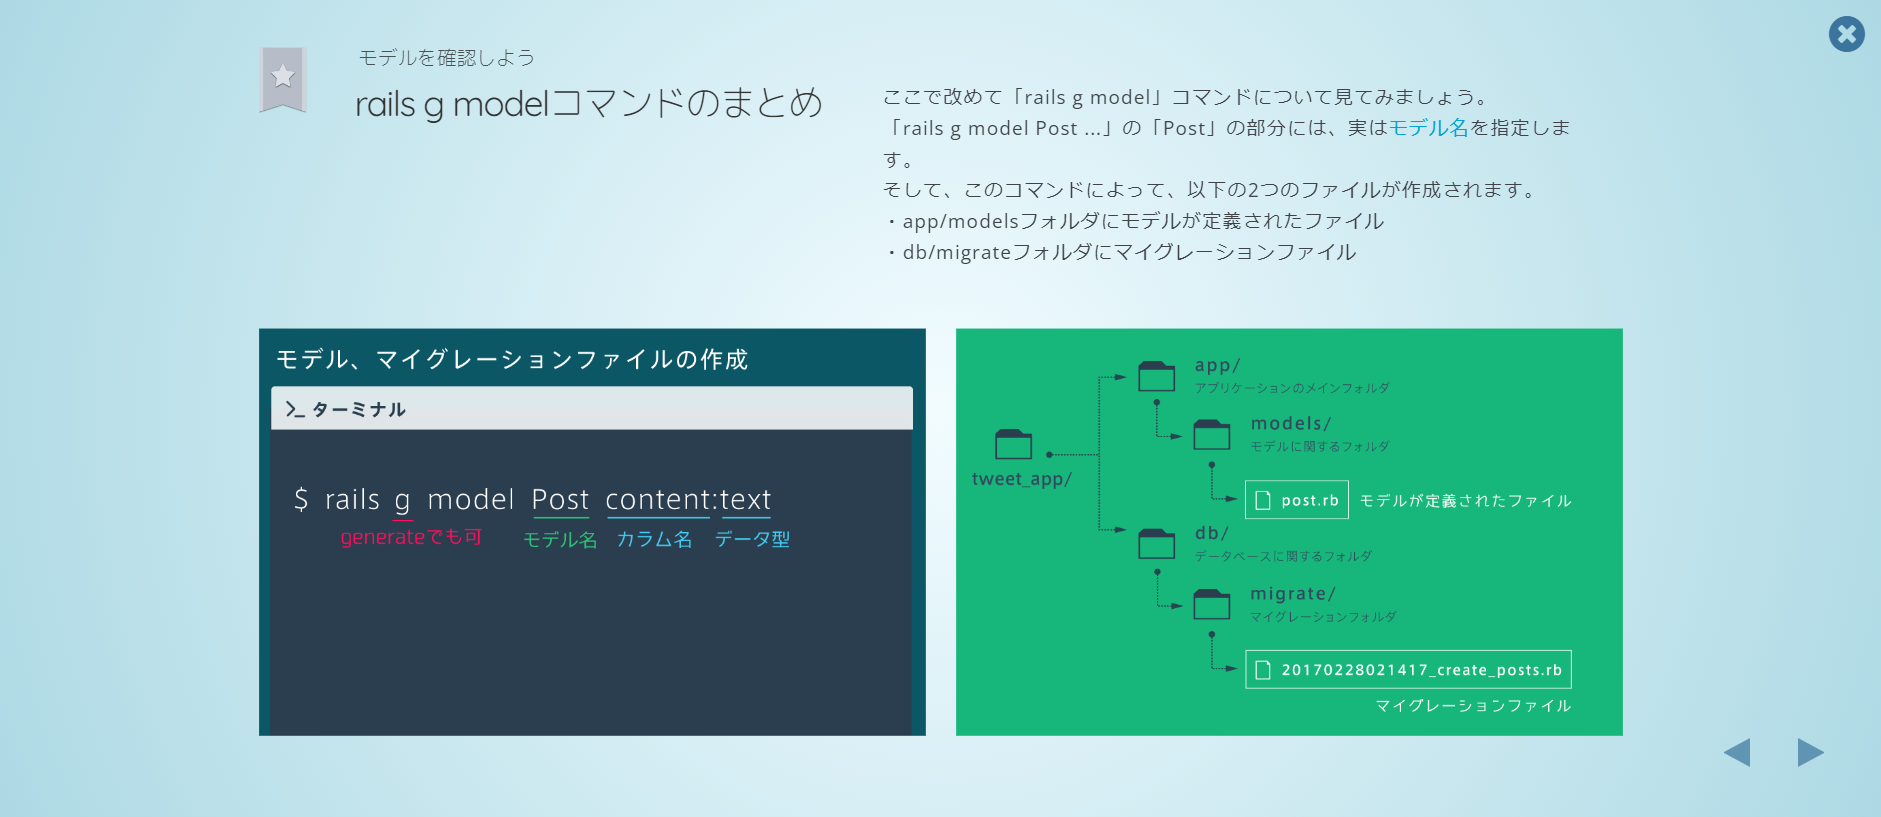 モデルを確認しよう
rails g modelコマンドのまとめ
ここで改めて「rails g model」コマンドについて見てみましょう。
「rails g model Post ...」の「Post」の部分には、実はモデル名を指定しま
す。
そして、このコマンドによって、以下の2つのファイルが作成されます。
・app/modelsフォルダにモデルが定義されたファイル
・db/migrateフォルダにマイグレーションファイル
モデル、マイグレーションファイルの作成
>_ ターミナル
$ rails g model Post content:text
generateでも可 モデル名 カラム名 データ型
app/
アプリケーションのメインフォルダ
models/
モデルに関するフォルダ
tweet_app/
post.rb モデルが定義されたファイル
db/
データベースに関するフォルダ
migrate/
マイグレーションフォルダ
20170228021417_create_posts.rb
マイグレーションファイル